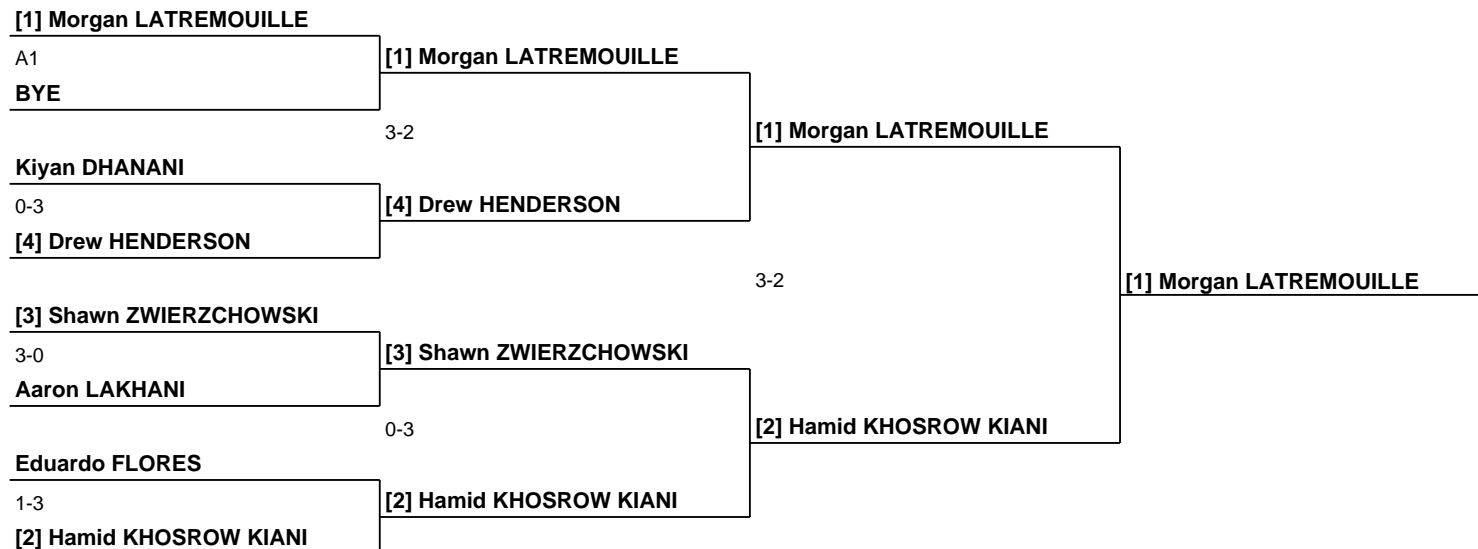 [1] Morgan LATREMOUILLE
A1
BYE
[1] Morgan LATREMOUILLE
3-2
Kiyan DHANANI
0-3
[4] Drew HENDERSON
[4] Drew HENDERSON
[1] Morgan LATREMOUILLE
3-2
[1] Morgan LATREMOUILLE
[3] Shawn ZWIERZCHOWSKI
3-0
Aaron LAKHANI
[3] Shawn ZWIERZCHOWSKI
0-3
Eduardo FLORES
1-3
[2] Hamid KHOSROW KIANI
[2] Hamid KHOSROW KIANI
[2] Hamid KHOSROW KIANI